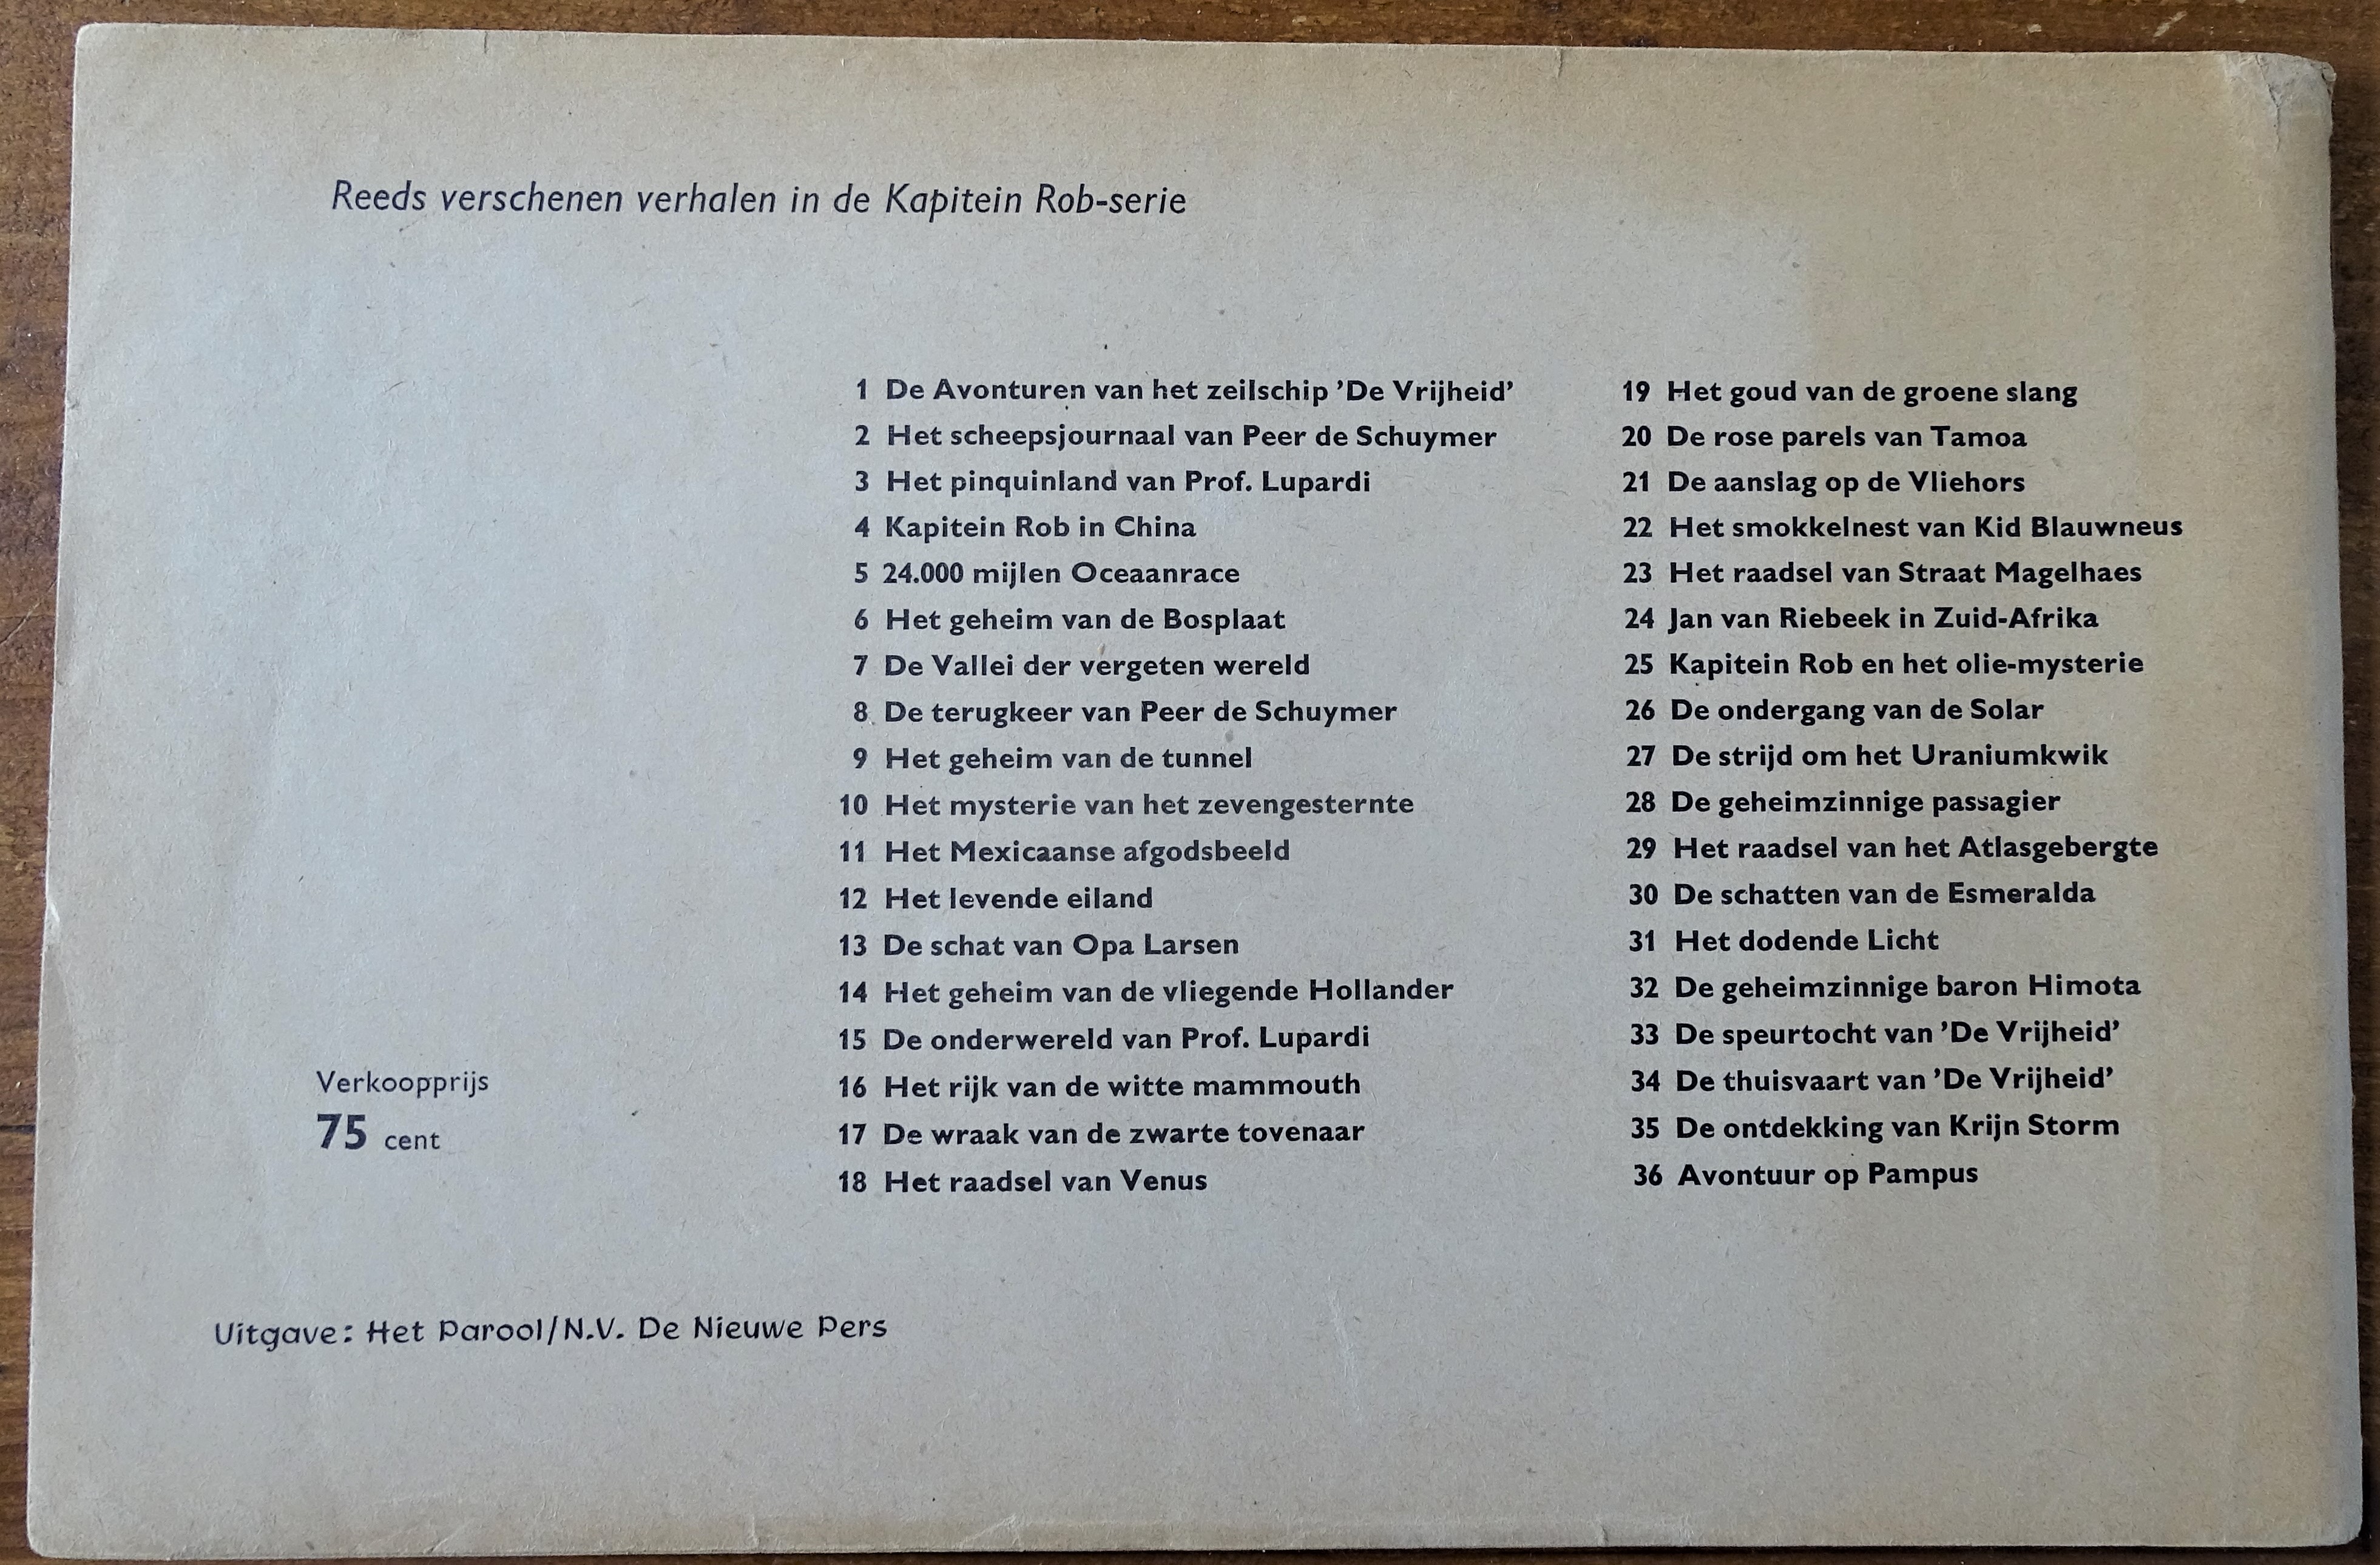 Reeds verschenen verhalen in de Kapitein Rob-serie
1 De Avonturen van het zeilschip ’De Vrijheid’
2 Het scheepsjournaal van Peer de Schuymer
3 Het pinquinland van Prof. Lupardi
4 Kapitein Rob in China
5 24.000 mijlen Oceaanrace
6 Het geheim van de Bosplaat
7 De Vallei der vergeten wereld
8 De terugkeer van Peer de Schuymer
9 Het geheim van de tunnel
10 Het mysterie van het zevengesternte
11 Het Mexicaanse afgodsbeeld
12 Het levende eiland
13 De schat van Opa Larsen
14 Het geheim van de vliegende Hollander
15 De onderwereld van Prof. Lupardi
16 Het rijk van de witte mammouth
17 De wraak van de zwarte tovenaar
18 Het raadsel van Venus
19 Het goud van de groene slang
20 De rose parels van Tamoa
21 De aanslag op de Vliehors
22 Het smokkelnest van Kid Blauwneus
23 Het raadsel van Straat Magelhaes
24 Jan van Riebeek in Zuid-Afrika
25 Kapitein Rob en het olie-mysterie
26 De ondergang van de Solar
27 De strijd om het Uraniumkwik
28 De geheimzinnige passagier
29 Het raadsel van het Atlasgebergte
30 De schatten van de Esmeralda
31 Het dodende Licht
32 De geheimzinnige baron Himota
33 De speurtocht van ’De Vrijheid’
34 De thuisvaart van ’De Vrijheid’
35 De ontdekking van Krijn Storm
36 Avontuur op Pampus
Verkoopprijs
75 cent
Uitgave: Het Parool/N.V. De Nieuwe Pers